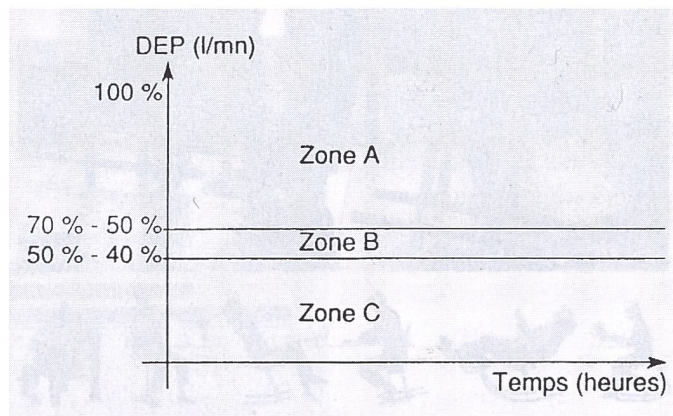 DEP (l/mn)
100 %
Zone A
70 % - 50 %
Zone B
50 % - 40 %
Zone C
Temps (heures)